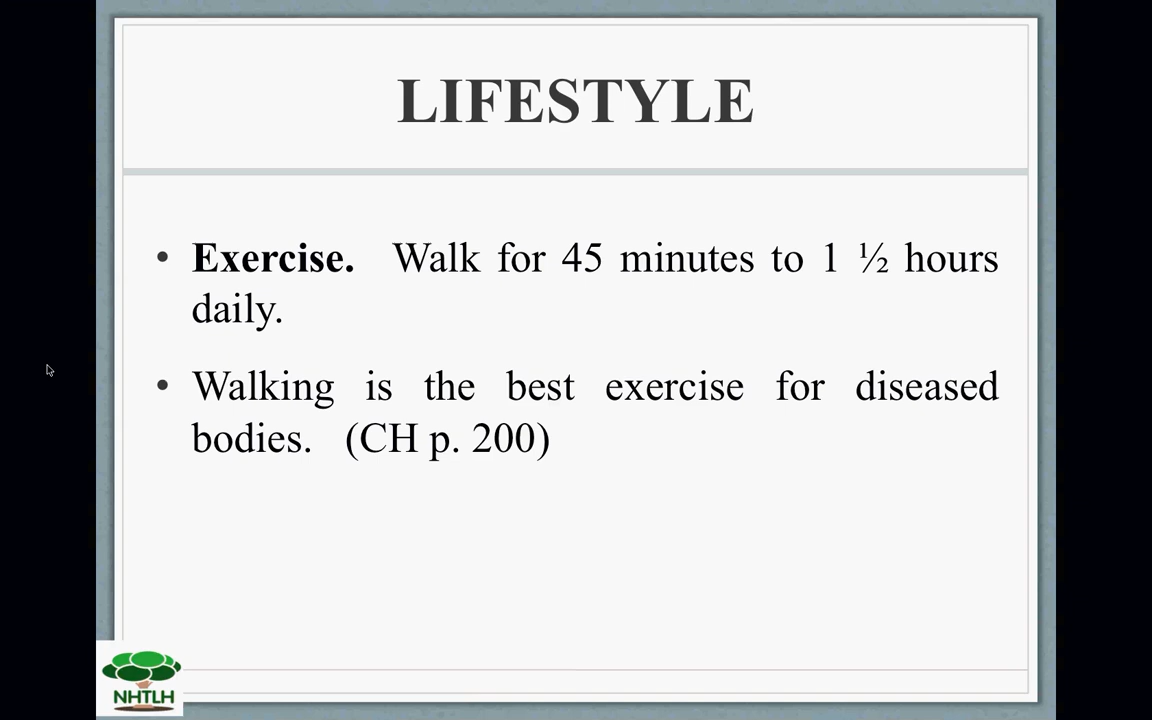 LIFESTYLE
• Exercise. Walk for 45 minutes to 1 ½ hours
daily.
• Walking is the best exercise for diseased
bodies. (CH p. 200)
NHTLH